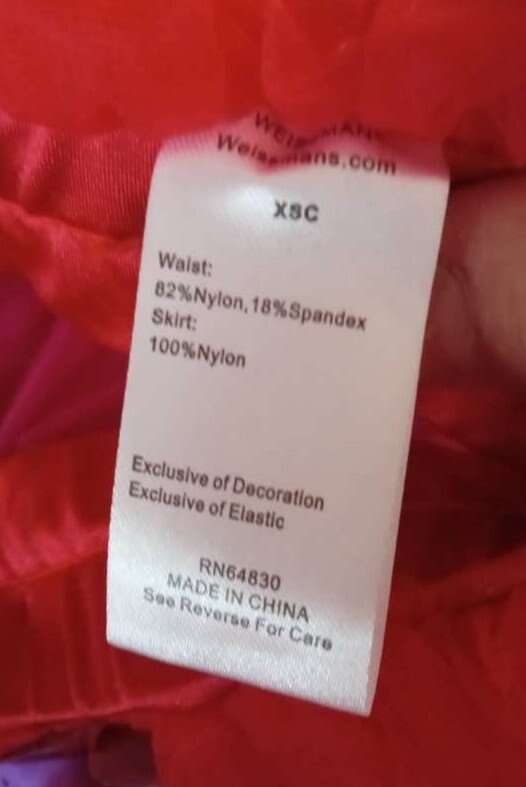 WEISSMANS
Weissmans.com
XSC
Waist:
82%Nylon,18%Spandex
Skirt:
100%Nylon
Exclusive of Decoration
Exclusive of Elastic
RN64830
MADE IN CHINA
See Reverse For Care